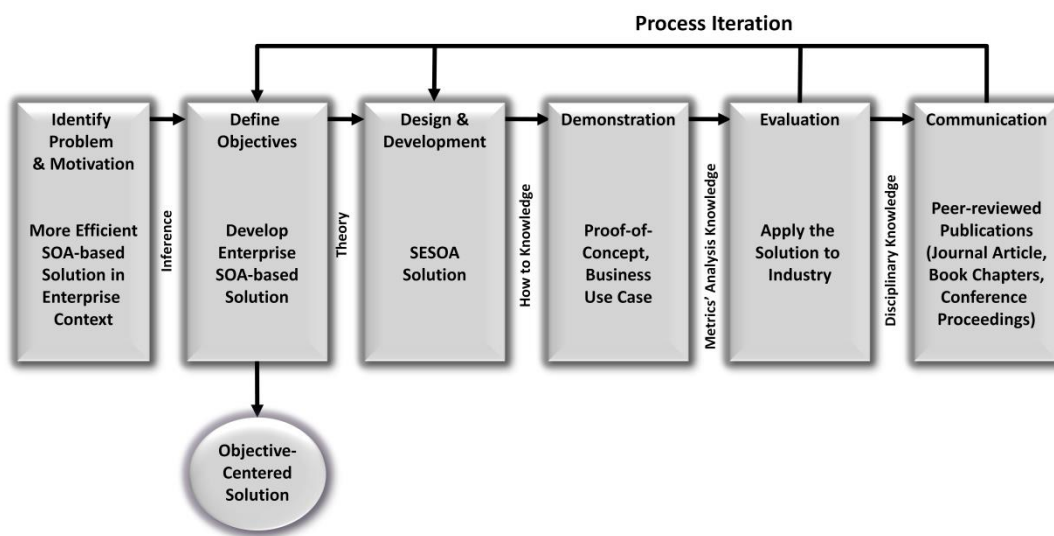 Process Iteration
Identify
Problem
& Motivation
More Efficient
SOA-based
Solution in
Enterprise
Context
Inference
Define
Objectives
Develop
Enterprise
SOA-based
Solution
Theory
Design &
Development
SESOA
Solution
How to Knowledge
Demonstration
Proof-of-
Concept,
Business
Use Case
Metrics' Analysis Knowledge
Evaluation
Apply the
Solution to
Industry
Disciplinary Knowledge
Communication
Peer-reviewed
Publications
(Journal Article,
Book Chapters,
Conference
Proceedings)
Objective-
Centered
Solution